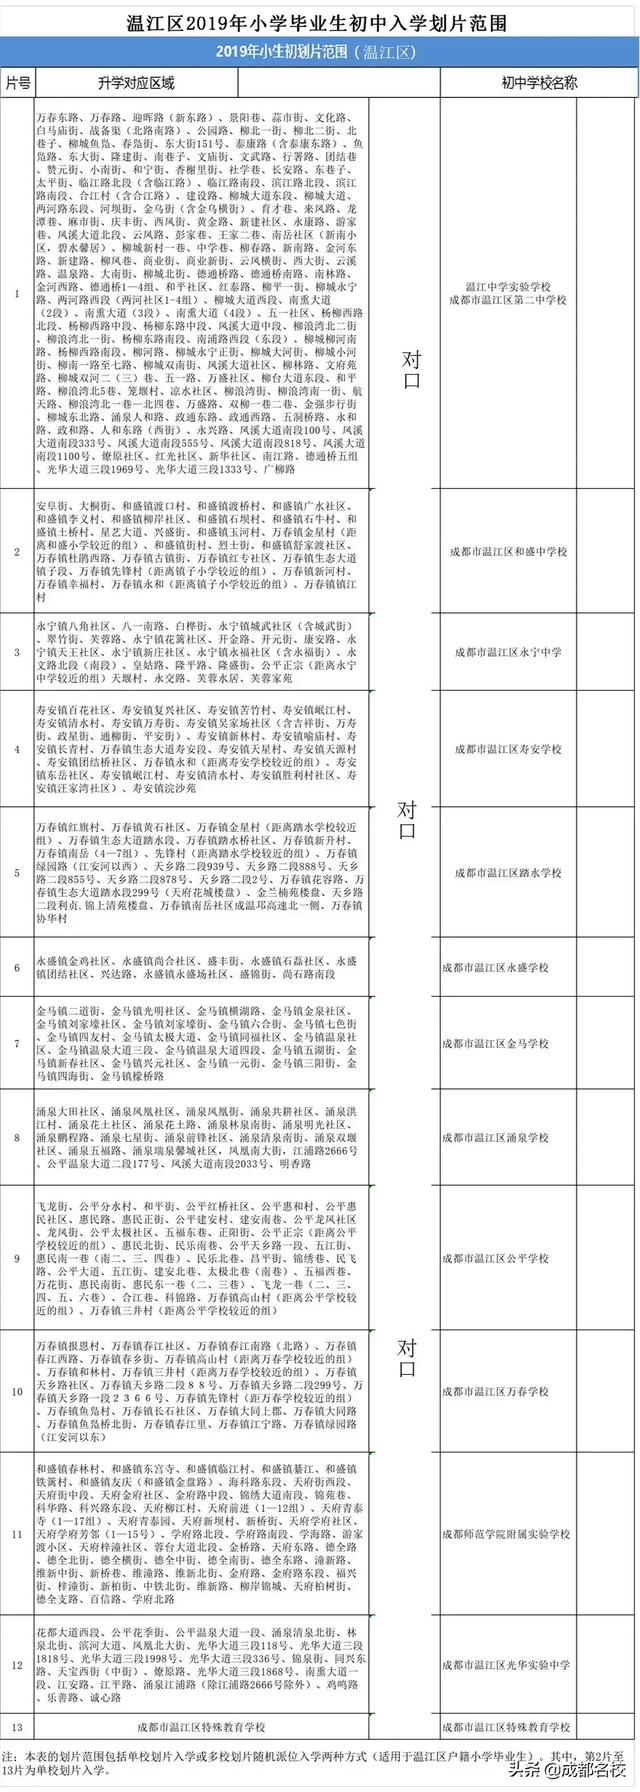 温江区2019年小学毕业生初中入学划片范围
2019年小生初划片范围（温江区）
片号
升学对应区域
初中学校名称
1
万春东路、万春路、迎晖路（新东路）、景阳巷、蒜市街、文化路、
白马庙街、战备渠（北路南路）、公园路、柳北一街、柳北二街、北
巷子、柳城鱼凫、春凫街、东大街151号、泰康路（含泰康东路）、鱼
凫路、东大街、隆建街、南巷子、文庙街、文武路、行署路、团结巷
、赞元街、小南街、和宁街、香榭里街、社学巷、长安路、东巷子、
太平街、临江路北段（含临江路）、临江路南段、滨江路北段、滨江
路南段、合江村（含合江路）、建设路、柳城大道东段、柳城大道、
两河路东段、河坝街、金乌街（含金乌横街）、育才巷、来凤路、龙
潭巷、麻市街、庆丰街、西凤街、黄金路、新建社区、永康路、游家
巷、凤溪大道北段、云凤路、彭家巷、王家二巷、南岳社区（新南小
区，碧水馨居）、柳城新村一巷、中学巷、柳春路、新南路、金河东
路、新建路、柳凤巷、商业街、商业新街、云凤横街、西大街、云溪
路、温泉路、大南街、柳城北街、德通桥路、德通桥南路、南林路、
金河西路、德通桥1—4组、和平社区、红泰路、柳平一街、柳城永宁
路、两河路西段（两河社区1-4组）、柳城大道西段、南熏大道
（2段）、南熏大道（3段）、南熏大道（4段）、五一社区、杨柳西路
北段、杨柳西路中段、杨柳东路中段、凤溪大道中段、柳浪湾北二街
、柳浪湾北一街、杨柳东路南段、南浦路西段（东段）、柳城柳河南
路、杨柳西路南段、柳河路、柳城永宁正街、柳城大河街、柳城小河
街、柳南一路至七路、柳城双南街、凤溪大道社区、柳林路、文府苑
路、柳城双河二（三）巷、五一路、万盛社区、柳台大道东段、和平
路、柳浪湾北5巷、笼堰村、凉水社区、柳浪湾街、柳浪湾南一街、航
天路、柳浪湾北一巷—北四巷、万盛路、双柳一巷二巷、金强步行街
、柳城东北路、涌泉人和路、政通东路、政通西路、五洞桥路、永和
路、政和路、人和东路（西街）、永兴路、凤溪大道南段100号、凤溪
大道南段333号、凤溪大道南段555号、凤溪大道南段818号、凤溪大道
南段1100号、燎原社区、红光社区、新华社区、南江路、德通桥五组
、光华大道三段1969号、光华大道三段1333号、广柳路
对口
温江中学实验学校
成都市温江区第二中学校
2
安阜街、大桐街、和盛镇渡口村、和盛镇渡桥村、和盛镇广水社区、
和盛镇李义村、和盛镇柳岸社区、和盛镇石坝村、和盛镇石牛村、和
盛镇土桥村、星艺大道、兴盛街、和盛镇玉河村、万春镇金星村（距
离和盛小学较近的组）、和盛镇街村、烈士街、和盛镇舒家渡社区、
万春镇杜鹃西路、万春镇古镇街、万春镇红专社区、万春镇生态大道
镇子段、万春镇先锋村（距离镇子小学较近的组）、万春镇新河村、
万春镇幸福村、万春镇永和（距离镇子小学较近的组）、万春镇镇江
村
成都市温江区和盛中学校
3
永宁镇八角社区、八一南路、白桦街、永宁镇城武社区（含城武街）
、翠竹街、芙蓉路、永宁镇花篱社区、开金路、开元街、康安路、永
宁镇天王社区、永宁镇新庄社区、永宁镇永福社区（含永福街）、永
文路北段（南段）、皇姑路、隆平路、隆盛街、公平正宗（距离永宁
中学较近的组）天堰村、永交路、芙蓉水居、芙蓉家苑
成都市温江区永宁中学
4
寿安镇百花社区、寿安镇复兴社区、寿安镇苦竹村、寿安镇岷江村、
寿安镇清水村、寿安镇万寿街、寿安镇吴家场社区（含吉祥街、万寿
街、政星街、通柳街、平安街）、寿安镇新林村、寿安镇喻庙村、寿
安镇长青村、万春镇生态大道寿安段、寿安镇天星村、寿安镇天源村
、寿安镇团结桥社区、万春镇永和（距离寿安学校较近的组）、寿安
镇东岳社区、寿安镇岷江村、寿安镇清水村、寿安镇胜利村社区、寿
安镇汪家湾社区）、寿安镇浣沙苑
成都市温江区寿安学校
对口
5
万春镇红旗村、万春镇黄石社区、万春镇金星村（距离踏水学校较近
组）、万春镇生态大道踏水段、万春镇踏水桥社区、万春镇新升村、
万春镇南岳（4—7组）、先锋村（距离踏水学校较近的组）、万春镇
绿园路（江安河以西）、天乡路二段939号、天乡路二段888号、天乡
路二段855号、天乡路二段878号、天乡路二段2号、万春镇花容路、万
春镇生态大道踏水段299号（天府花城楼盘）、金兰楠苑楼盘、天乡路
二段利贞.锦上清苑楼盘、万春镇南岳社区成温邛高速北一侧、万春镇
协华村
成都市温江区踏水学校
6
永盛镇金鸡社区、永盛镇尚合社区、盛丰街、永盛镇石磊社区、永盛
镇团结社区、兴达路、永盛镇永盛场社区、盛锦街、尚石路南段
成都市温江区永盛学校
7
金马镇二道街、金马镇光明社区、金马镇横湖路、金马镇金泉社区、
金马镇刘家壕社区、金马镇刘家壕街、金马镇六合街、金马镇七色街
、金马镇四友村、金马镇太极大道、金马镇同福社区、金马镇温泉社
区、金马镇温泉大道三段、金马镇温泉大道四段、金马镇五湖街、金
马镇新春社区、金马镇兴元社区、金马镇一元街、金马镇三阳街、金
马镇四海街、金马镇檬桥路
成都市温江区金马学校
8
涌泉大田社区、涌泉凤凰社区、涌泉凤凰街、涌泉共耕社区、涌泉洪
江村、涌泉花土社区、涌泉花土路、涌泉林泉南街、涌泉明光社区、
涌泉鹏程路、涌泉七星街、涌泉前锋社区、涌泉清泉南街、涌泉双堰
社区、涌泉五福路、涌泉瑞泉馨城社区，凤凰南大街，江浦路2666号
、公平温泉大道二段177号、凤溪大道南段2033号、明香路
成都市温江区涌泉学校
9
飞龙街、公平分水村、和平街、公平红桥社区、公平惠和村、公平惠
民社区、惠民路、惠民正街、公平建安村、建安南巷、公平龙凤社区
、龙凤街、公平太极社区、五福东巷、正阳街、公平正宗（距离公平
学校较近的组）、惠民北街、民乐南巷、公平天乡路一段、五江街、
惠民南一巷（南二、三、四巷）、民乐北巷、昌平街、锦绣巷、民飞
路、公平大道、五江街、建安北巷、太极北巷（南巷）、五福西巷、
万花街、惠民南街、惠民东一巷（二、三巷）、飞龙一巷（二、三、
四、五、六巷）、合江巷、科锦路、万春镇高山村（距离公平学校较
近的组）、万春镇三井村（距离公平学校较近的组）
成都市温江区公平学校
对口
10
万春镇报恩村、万春镇春江社区、万春镇春江南路（北路）、万春镇
春江西路、万春镇春乡街、万春镇高山村（距离万春学校较近的组）
、万春镇和林村、万春镇三井村（距离万春学校较近的组）、万春镇
天乡路社区、万春镇天乡路二段８８号、万春镇天乡路二段299号、万
春镇天乡路一段２３６６号、万春镇先锋村（距万春学校较近的组）
、万春镇鱼凫村、万春镇长石社区、万春镇大同上郡、万春镇大同路
、万春镇鱼凫桥北街、万春镇春江里、万春镇江宁路、万春镇绿园路
（江安河以东）
成都市温江区万春学校
11
和盛镇春林村、和盛镇东宫寺、和盛镇临江村、和盛镇綦江、和盛镇
铁篱村、和盛镇友庆（和盛镇金盘路）、海科路东段、天府街西段、
天府街中段、天府金府社区、金府路中段、锦绣大道南段、锦苑巷、
科华路、科兴路东段、天府柳江村、天府前进（1—12组）、天府青泰
寺（1—17组）、天府青泰园、天府新坝村、新桥街、天府学府社区、
天府学府芳邻（1—15号）、学府路北段、学府路南段、学海路、游家
渡小区、天府梓潼社区、蓉台大道北段、金桥路、天府东路、德全路
、德全北街、德全横街、德全中街、德全南街、德全东路、潼新路、
维新中街、新桥巷、维潼路、维新北街、金府路、金府路东段、福兴
街、梓潼街、新柏街、中铁北街、维新路、柳岸锦城、天府柏树街、
德全支路、百信路、学府北路
成都师范学院附属实验学校
12
花都大道西段、公平花季街、公平温泉大道一段、涌泉清泉北街、林
泉北街、滨河大道、凤凰北大街、光华大道三段118号、光华大道三段
1818号、光华大道三段1998号、光华大道三段336号、锦泉街、同兴东
路、天宝西街（中街）、燎原路、光华大道三段1868号、南熏大道一
段、江安路、江平路、涌泉江浦路（除江浦路2666号除外）、鸡鸣路
、乐善路、诚心路
成都市温江区光华实验中学
13
成都市温江区特殊教育学校
成都市温江区特殊教育学校
注：本表的划片范围包括单校划片入学或多校划片随机派位入学两种方式（适用于温江区户籍小学毕业生）。其中，第2片至
13片为单校划片入学。
头条 @成都名校